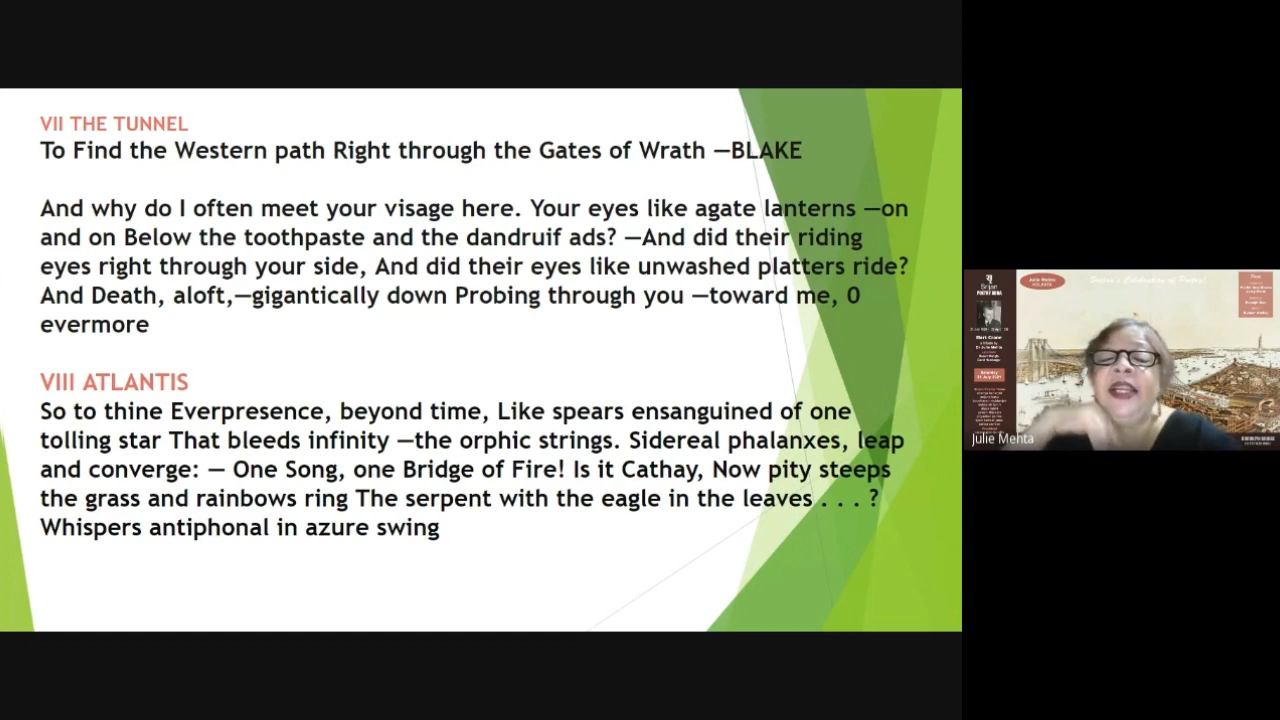 VII THE TUNNEL
To Find the Western path Right through the Gates of Wrath —BLAKE
And why do I often meet your visage here. Your eyes like agate lanterns —on
and on Below the toothpaste and the dandruif ads? —And did their riding
eyes right through your side, And did their eyes like unwashed platters ride?
And Death, aloft,—gigantically down Probing through you —toward me, 0
evermore
VIII ATLANTIS
So to thine Everpresence, beyond time, Like spears ensanguined of one
tolling star That bleeds infinity —the orphic strings. Sidereal phalanxes, leap
and converge: — One Song, one Bridge of Fire! Is it Cathay, Now pity steeps
the grass and rainbows ring The serpent with the eagle in the leaves . . . ?
Whispers antiphonal in azure swing
Julie Mehta